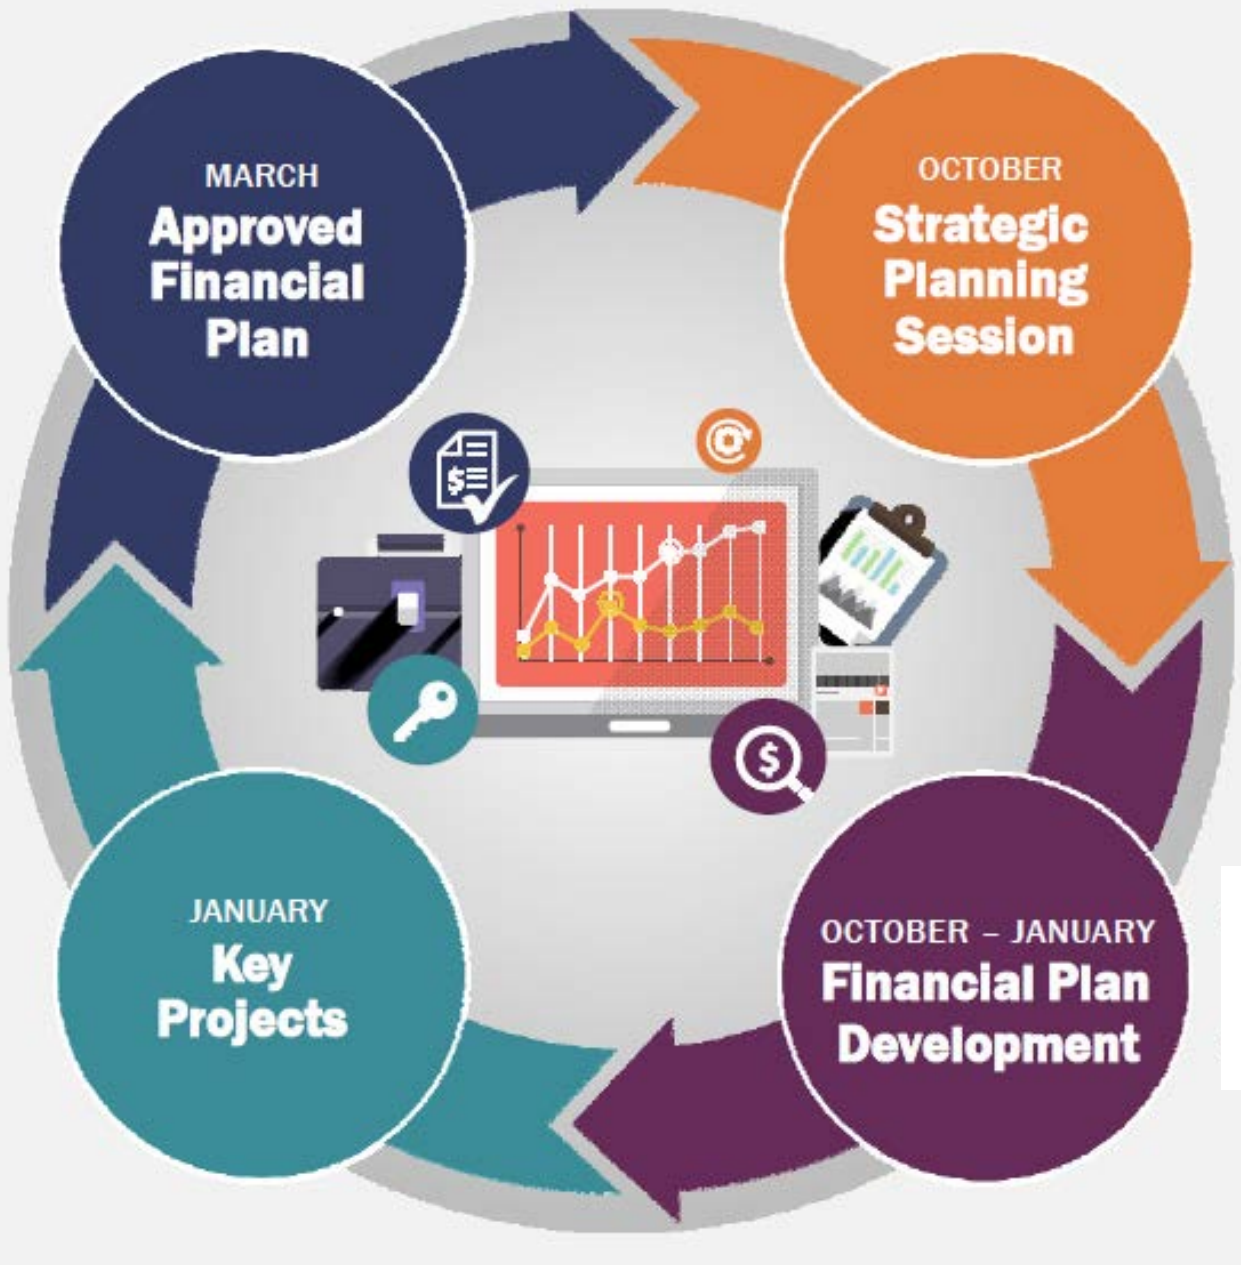 MARCH
Approved
Financial
Plan
OCTOBER
Strategic
Planning
Session
$
$
JANUARY
Key
Projects
OCTOBER – JANUARY
Financial Plan
Development